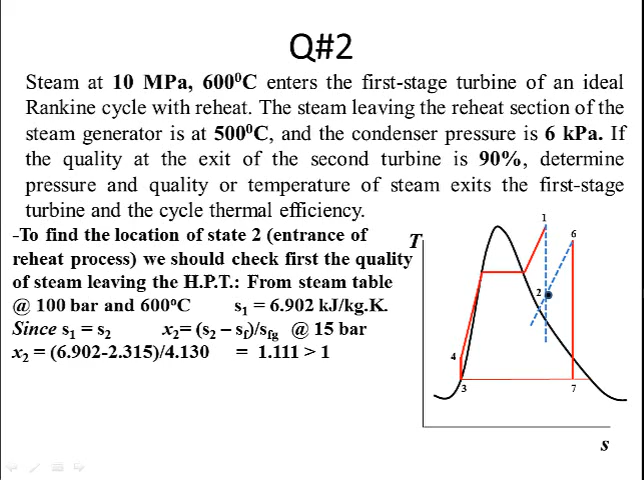 Q#2
Steam at 10 MPa, 600⁰C enters the first-stage turbine of an ideal
Rankine cycle with reheat. The steam leaving the reheat section of the
steam generator is at 500⁰C, and the condenser pressure is 6 kPa. If
the quality at the exit of the second turbine is 90%, determine
pressure and quality or temperature of steam exits the first-stage
turbine and the cycle thermal efficiency.
-To find the location of state 2 (entrance of
reheat process) we should check first the quality
of steam leaving the H.P.T.: From steam table
@ 100 bar and 600ºC s₁ = 6.902 kJ/kg.K.
Since s₁ = s₂ x₂= (s₂ – s_f)/s_fg @ 15 bar
x₂ = (6.902-2.315)/4.130 = 1.111 > 1
T
1
6
2
4
3
7
s